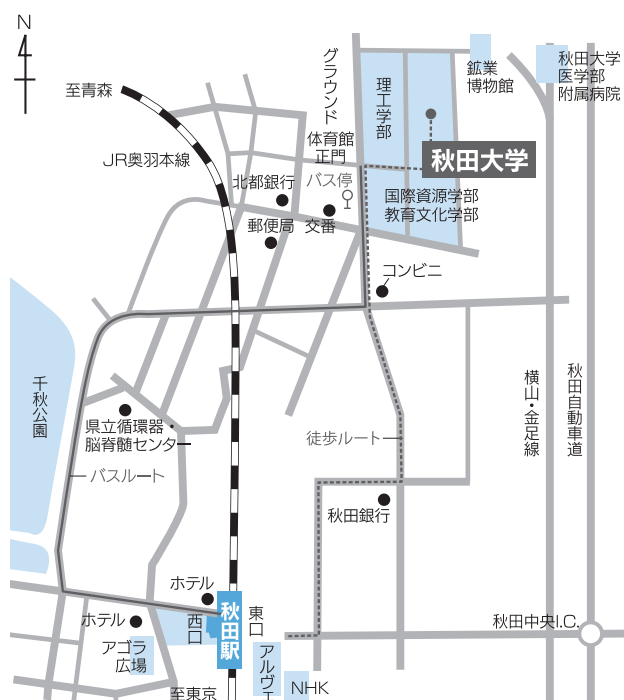 N
至青森
JR奥羽本線
グラウンド
体育館
正門
バス停
理工学部
鉱業
博物館
秋田大学
医学部
附属病院
秋田大学
国際資源学部
教育文化学部
北都銀行
郵便局
交番
コンビニ
千秋公園
県立循環器・
脳脊髄センター
バスルート
徒歩ルート
横山・金足線
秋田自動車道
秋田銀行
ホテル
ホテル
アゴラ
広場
西口
秋田駅
東口
アルヴェ
NHK
秋田中央I.C.
至東京